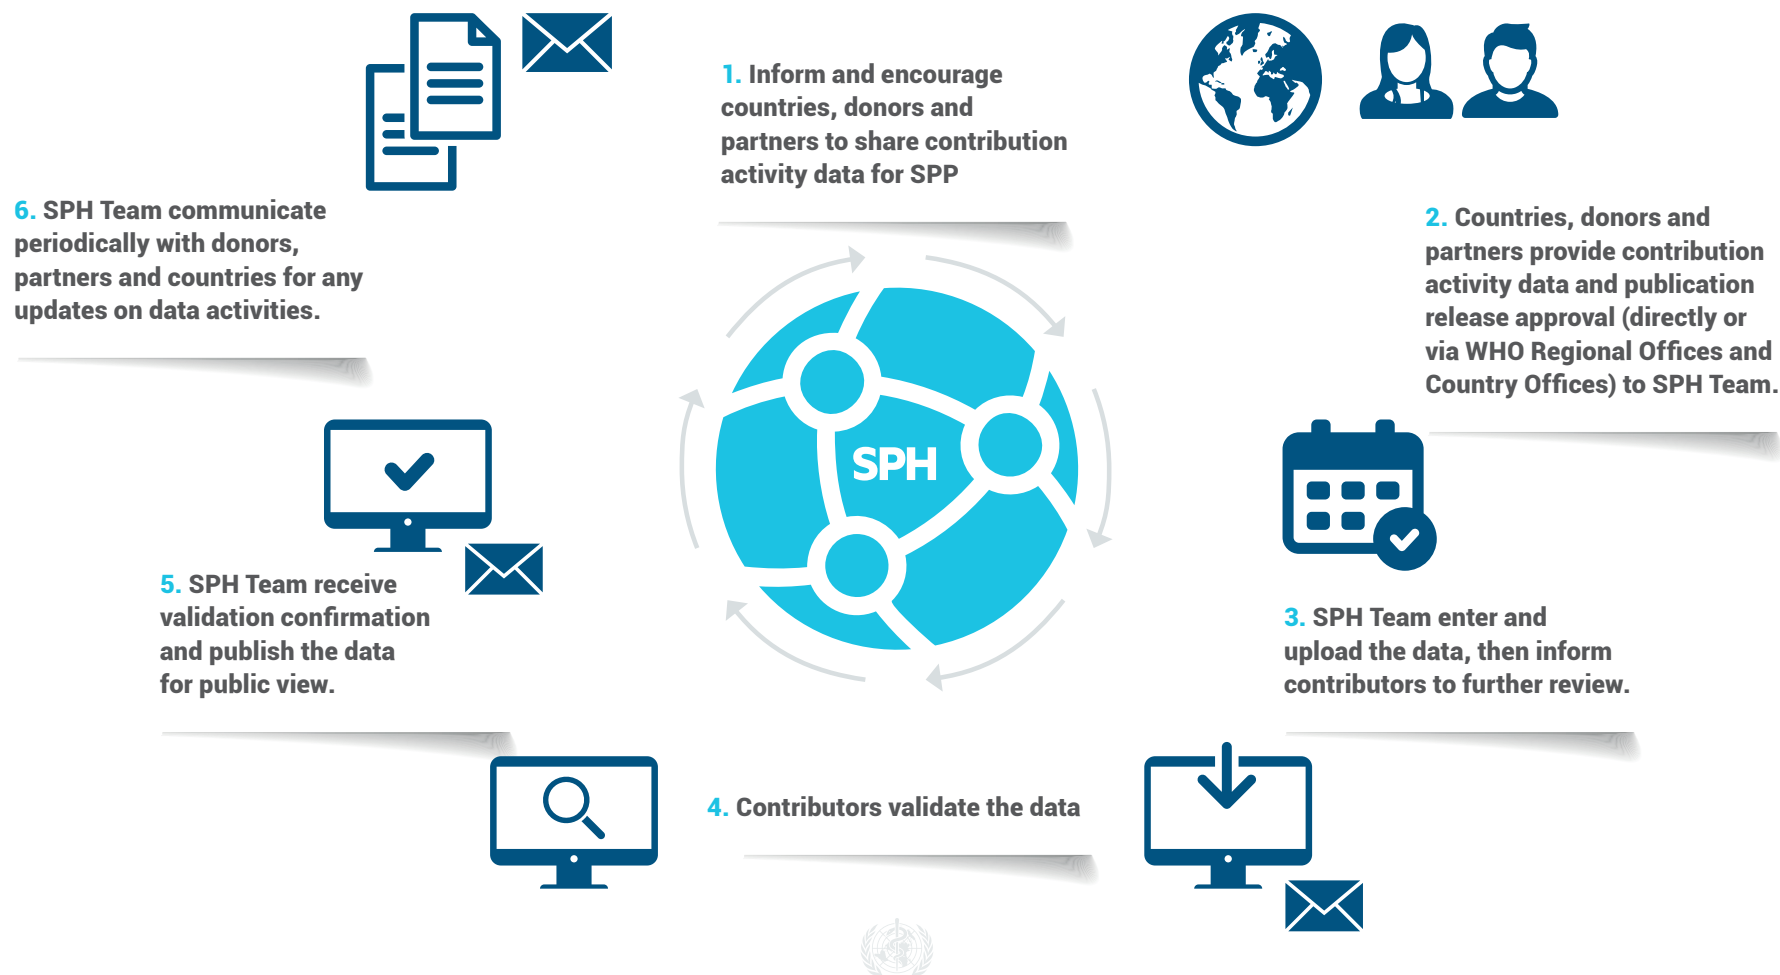 1. Inform and encourage
countries, donors and
partners to share contribution
activity data for SPP
2. Countries, donors and
partners provide contribution
activity data and publication
release approval (directly or
via WHO Regional Offices and
Country Offices) to SPH Team.
3. SPH Team enter and
upload the data, then inform
contributors to further review.
4. Contributors validate the data
5. SPH Team receive
validation confirmation
and publish the data
for public view.
6. SPH Team communicate
periodically with donors,
partners and countries for any
updates on data activities.
SPH